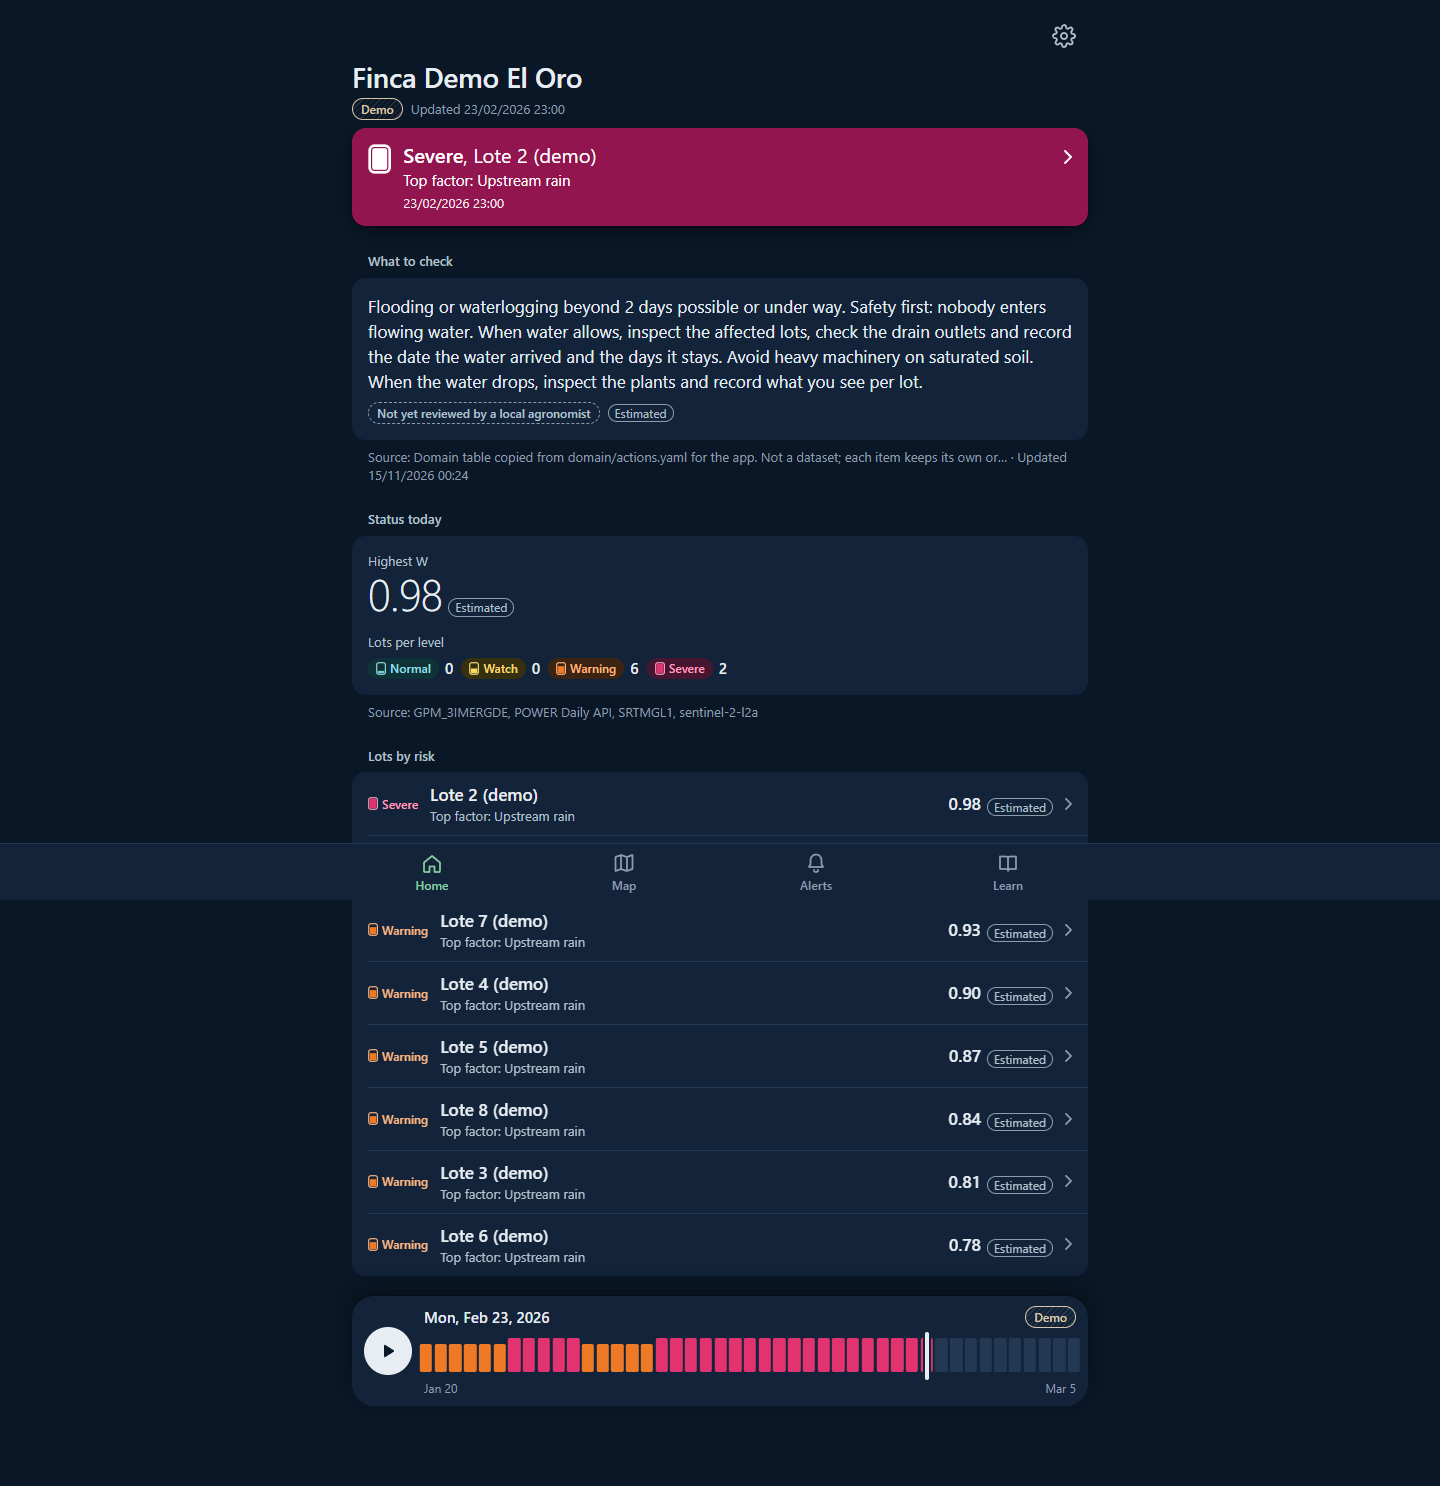 Finca Demo El Oro
Demo Updated 23/02/2026 23:00
Severe, Lote 2 (demo)
Top factor: Upstream rain
23/02/2026 23:00
What to check
Flooding or waterlogging beyond 2 days possible or under way. Safety first: nobody enters
flowing water. When water allows, inspect the affected lots, check the drain outlets and record
the date the water arrived and the days it stays. Avoid heavy machinery on saturated soil.
When the water drops, inspect the plants and record what you see per lot.
Not yet reviewed by a local agronomist Estimated
Source: Domain table copied from domain/actions.yaml for the app. Not a dataset; each item keeps its own or... · Updated
15/11/2026 00:24
Status today
Highest W
0.98 Estimated
Lots per level
Normal 0 Watch 0 Warning 6 Severe 2
Source: GPM_3IMERGDE, POWER Daily API, SRTMGL1, sentinel-2-l2a
Lots by risk
Severe Lote 2 (demo) 0.98 Estimated
Top factor: Upstream rain
Home Map Alerts Learn
Warning Lote 7 (demo) 0.93 Estimated
Top factor: Upstream rain
Warning Lote 4 (demo) 0.90 Estimated
Top factor: Upstream rain
Warning Lote 5 (demo) 0.87 Estimated
Top factor: Upstream rain
Warning Lote 8 (demo) 0.84 Estimated
Top factor: Upstream rain
Warning Lote 3 (demo) 0.81 Estimated
Top factor: Upstream rain
Warning Lote 6 (demo) 0.78 Estimated
Top factor: Upstream rain
Mon, Feb 23, 2026 Demo
Jan 20 Mar 5